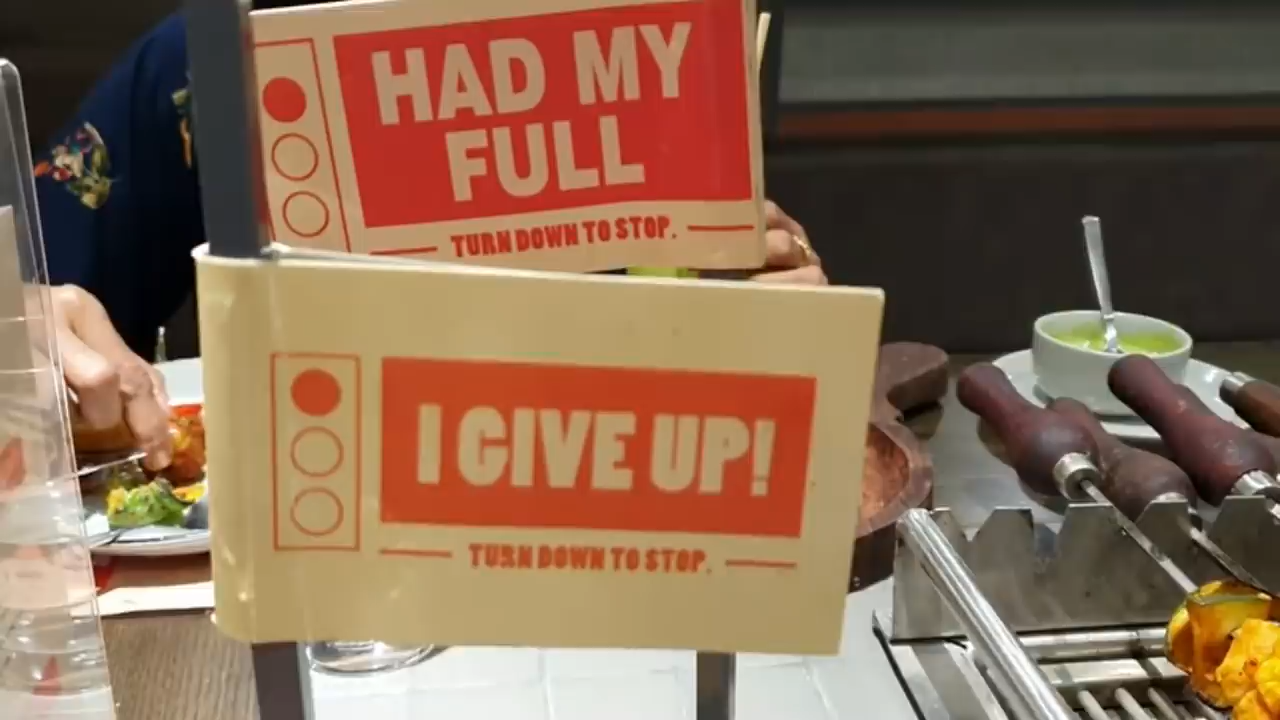 HAD MY
FULL
TURN DOWN TO STOP.
I GIVE UP!
TURN DOWN TO STOP.